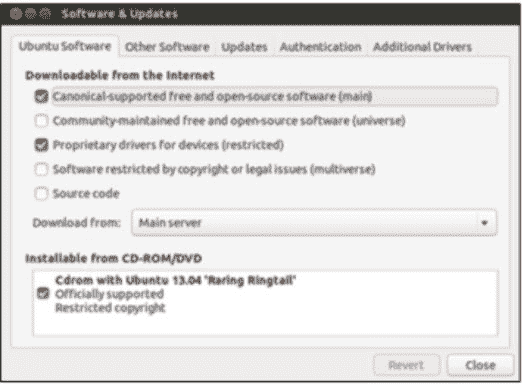 Software & Updates
Ubuntu Software Other Software Updates Authentication Additional Drivers
Downloadable from the Internet
Canonical-supported free and open-source software (main)
Community-maintained free and open-source software (universe)
Proprietary drivers for devices (restricted)
Software restricted by copyright or legal issues (multiverse)
Source code
Download from: Main server
Installable from CD-ROM/DVD
Cdrom with Ubuntu 13.04 'Raring Ringtail'
Officially supported
Restricted copyright
Revert Close